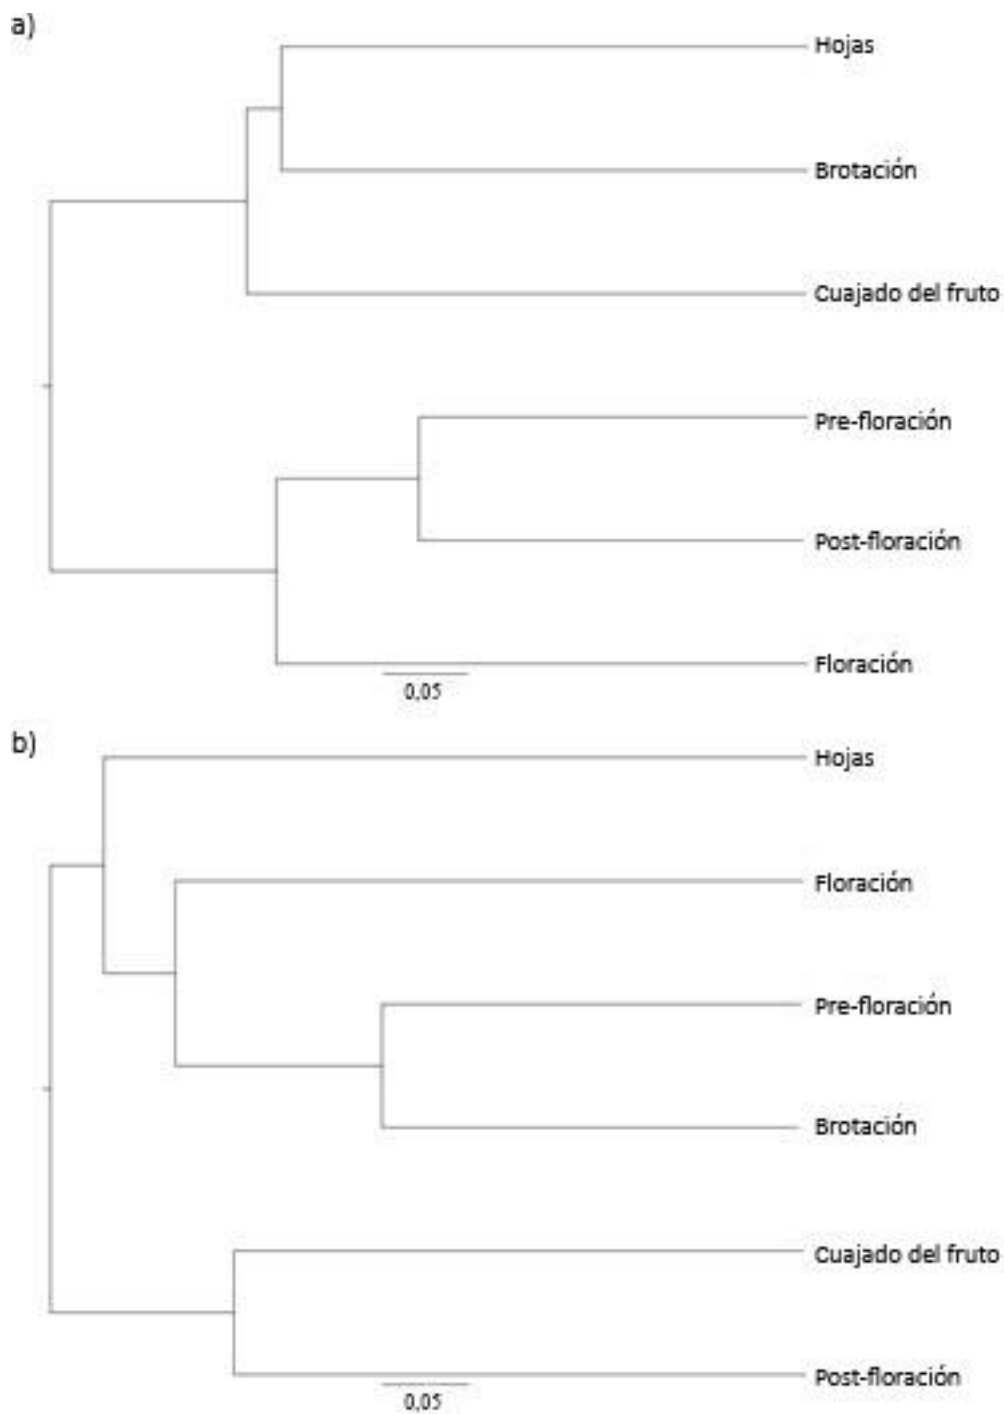 a)
Hojas
Brotación
Cuajado del fruto
Pre-floración
Post-floración
Floración
0,05
b)
Hojas
Floración
Pre-floración
Brotación
Cuajado del fruto
Post-floración
0,05